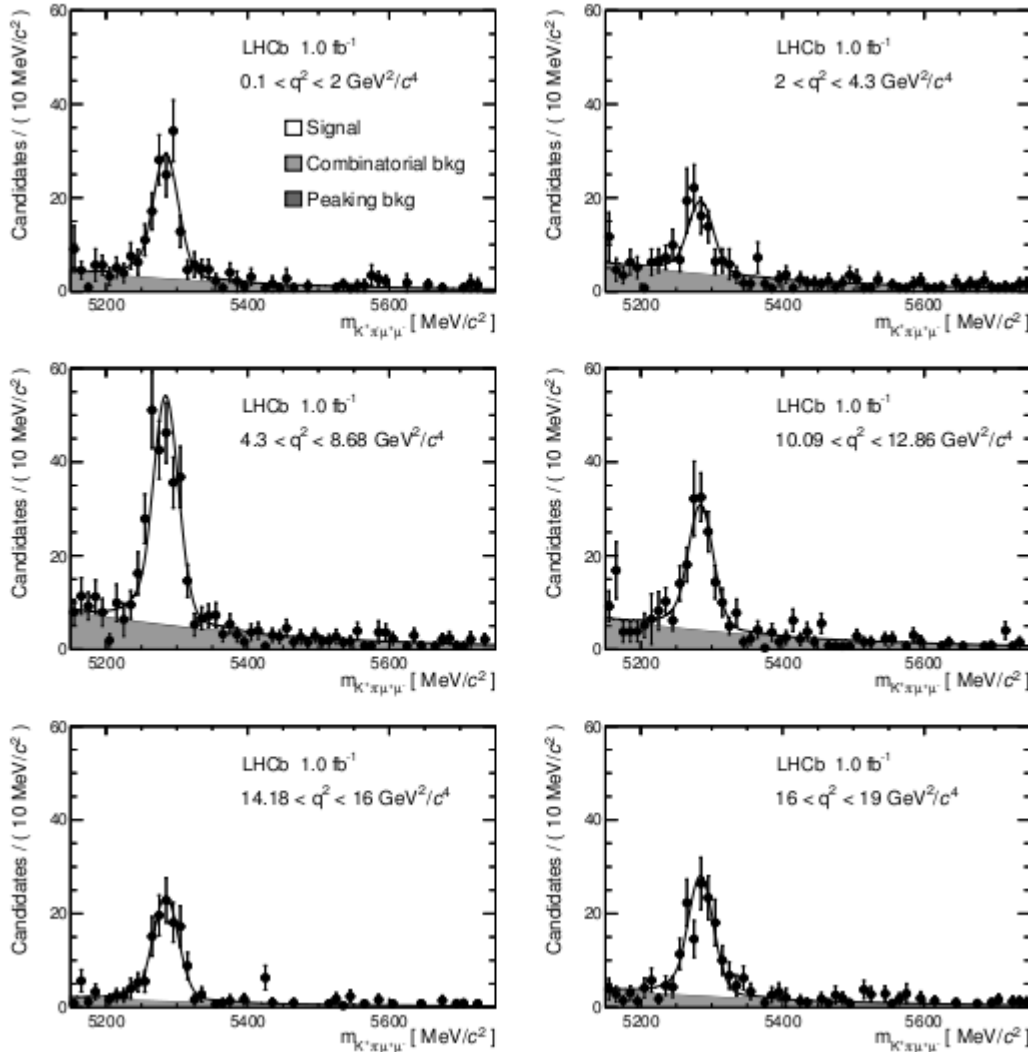 Candidates / ( 10 MeV/c²)
60
40
20
0
LHCb 1.0 fb⁻¹
0.1 < q² < 2 GeV²/c⁴
Signal
Combinatorial bkg
Peaking bkg
5200 5400 5600
m_K⁺π⁻μ⁺μ⁻ [ MeV/c²]
Candidates / ( 10 MeV/c²)
60
40
20
0
LHCb 1.0 fb⁻¹
2 < q² < 4.3 GeV²/c⁴
5200 5400 5600
m_K⁺π⁻μ⁺μ⁻ [ MeV/c²]
Candidates / ( 10 MeV/c²)
60
40
20
0
LHCb 1.0 fb⁻¹
4.3 < q² < 8.68 GeV²/c⁴
5200 5400 5600
m_K⁺π⁻μ⁺μ⁻ [ MeV/c²]
Candidates / ( 10 MeV/c²)
60
40
20
0
LHCb 1.0 fb⁻¹
10.09 < q² < 12.86 GeV²/c⁴
5200 5400 5600
m_K⁺π⁻μ⁺μ⁻ [ MeV/c²]
Candidates / ( 10 MeV/c²)
60
40
20
0
LHCb 1.0 fb⁻¹
14.18 < q² < 16 GeV²/c⁴
5200 5400 5600
m_K⁺π⁻μ⁺μ⁻ [ MeV/c²]
Candidates / ( 10 MeV/c²)
60
40
20
0
LHCb 1.0 fb⁻¹
16 < q² < 19 GeV²/c⁴
5200 5400 5600
m_K⁺π⁻μ⁺μ⁻ [ MeV/c²]